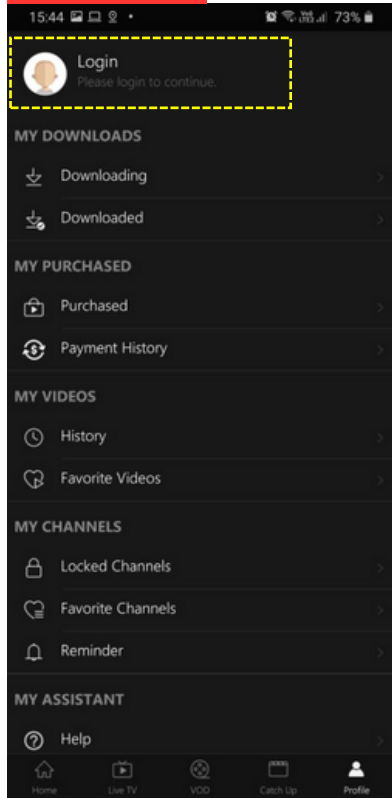 15:44
73%
Login
Please login to continue.
MY DOWNLOADS
Downloading
Downloaded
MY PURCHASED
Purchased
Payment History
MY VIDEOS
History
Favorite Videos
MY CHANNELS
Locked Channels
Favorite Channels
Reminder
MY ASSISTANT
Help
Home Live TV VOD Catch Up Profile